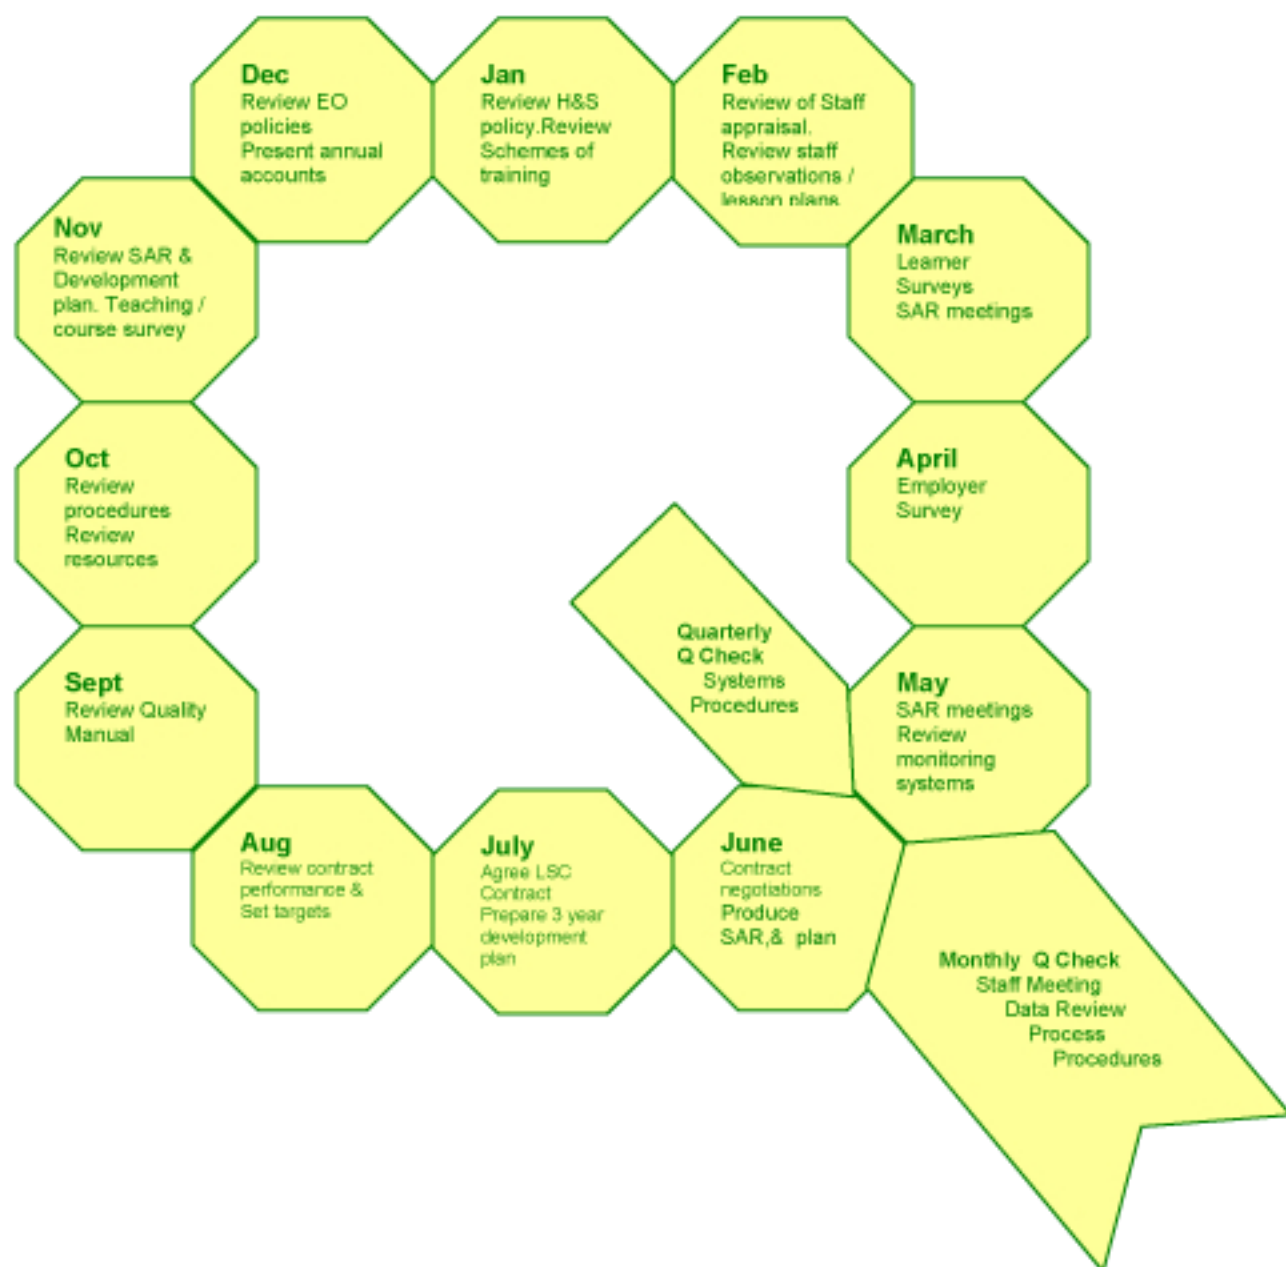 Dec
Review EO
policies
Present annual
accounts
Jan
Review H&S
policy.Review
Schemes of
training
Feb
Review of Staff
appraisal.
Review staff
observations /
lesson plans
March
Learner
Surveys
SAR meetings
April
Employer
Survey
May
SAR meetings
Review
monitoring
systems
June
Contract
negotiations
Produce
SAR,& plan
July
Agree LSC
Contract
Prepare 3 year
development
plan
Aug
Review contract
performance &
Set targets
Sept
Review Quality
Manual
Oct
Review
procedures
Review
resources
Nov
Review SAR &
Development
plan. Teaching /
course survey
Quarterly
Q Check
Systems
Procedures
Monthly Q Check
Staff Meeting
Data Review
Process
Procedures